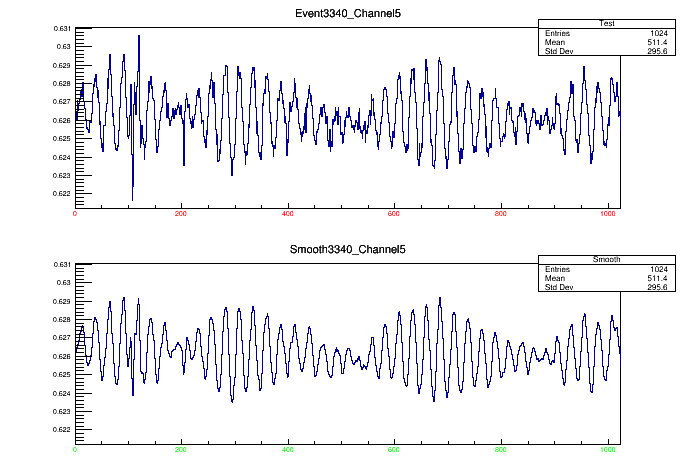 Event3340_Channel5
Test
Entries 1024
Mean 511.4
Std Dev 295.6
0.631
0.63
0.629
0.628
0.627
0.626
0.625
0.624
0.623
0.622
0 200 400 600 800 1000
Smooth3340_Channel5
Smooth
Entries 1024
Mean 511.4
Std Dev 295.6
0.631
0.63
0.629
0.628
0.627
0.626
0.625
0.624
0.623
0.622
0 200 400 600 800 1000